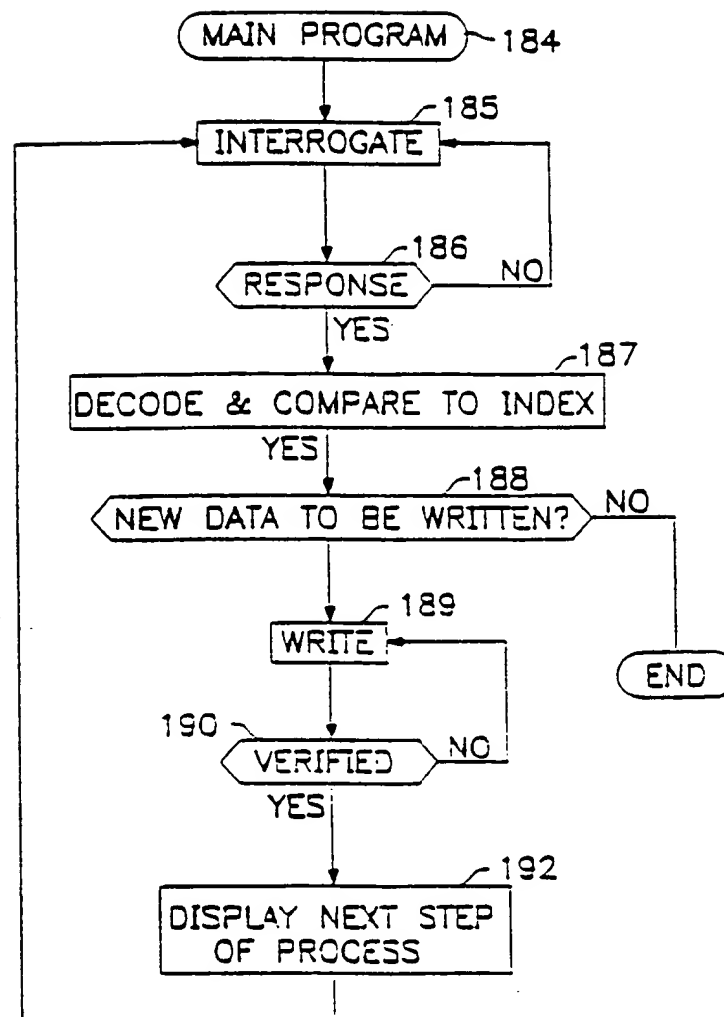 MAIN PROGRAM 184
185
INTERROGATE
186
RESPONSE NO
YES
187
DECODE & COMPARE TO INDEX
YES
188
NEW DATA TO BE WRITTEN? NO
189
WRITE
END
190
VERIFIED NO
YES
192
DISPLAY NEXT STEP
OF PROCESS